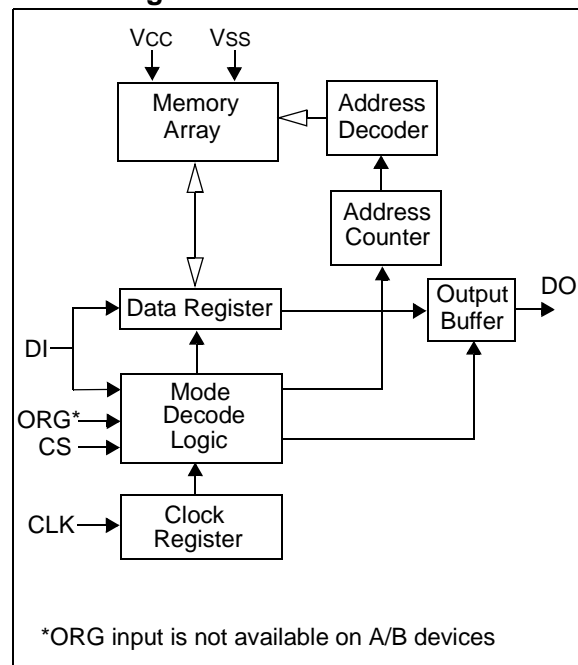 VCC
VSS
Memory
Array
Address
Decoder
Address
Counter
Data Register
Output
Buffer
DO
DI
Mode
Decode
Logic
ORG*
CS
CLK
Clock
Register
*ORG input is not available on A/B devices